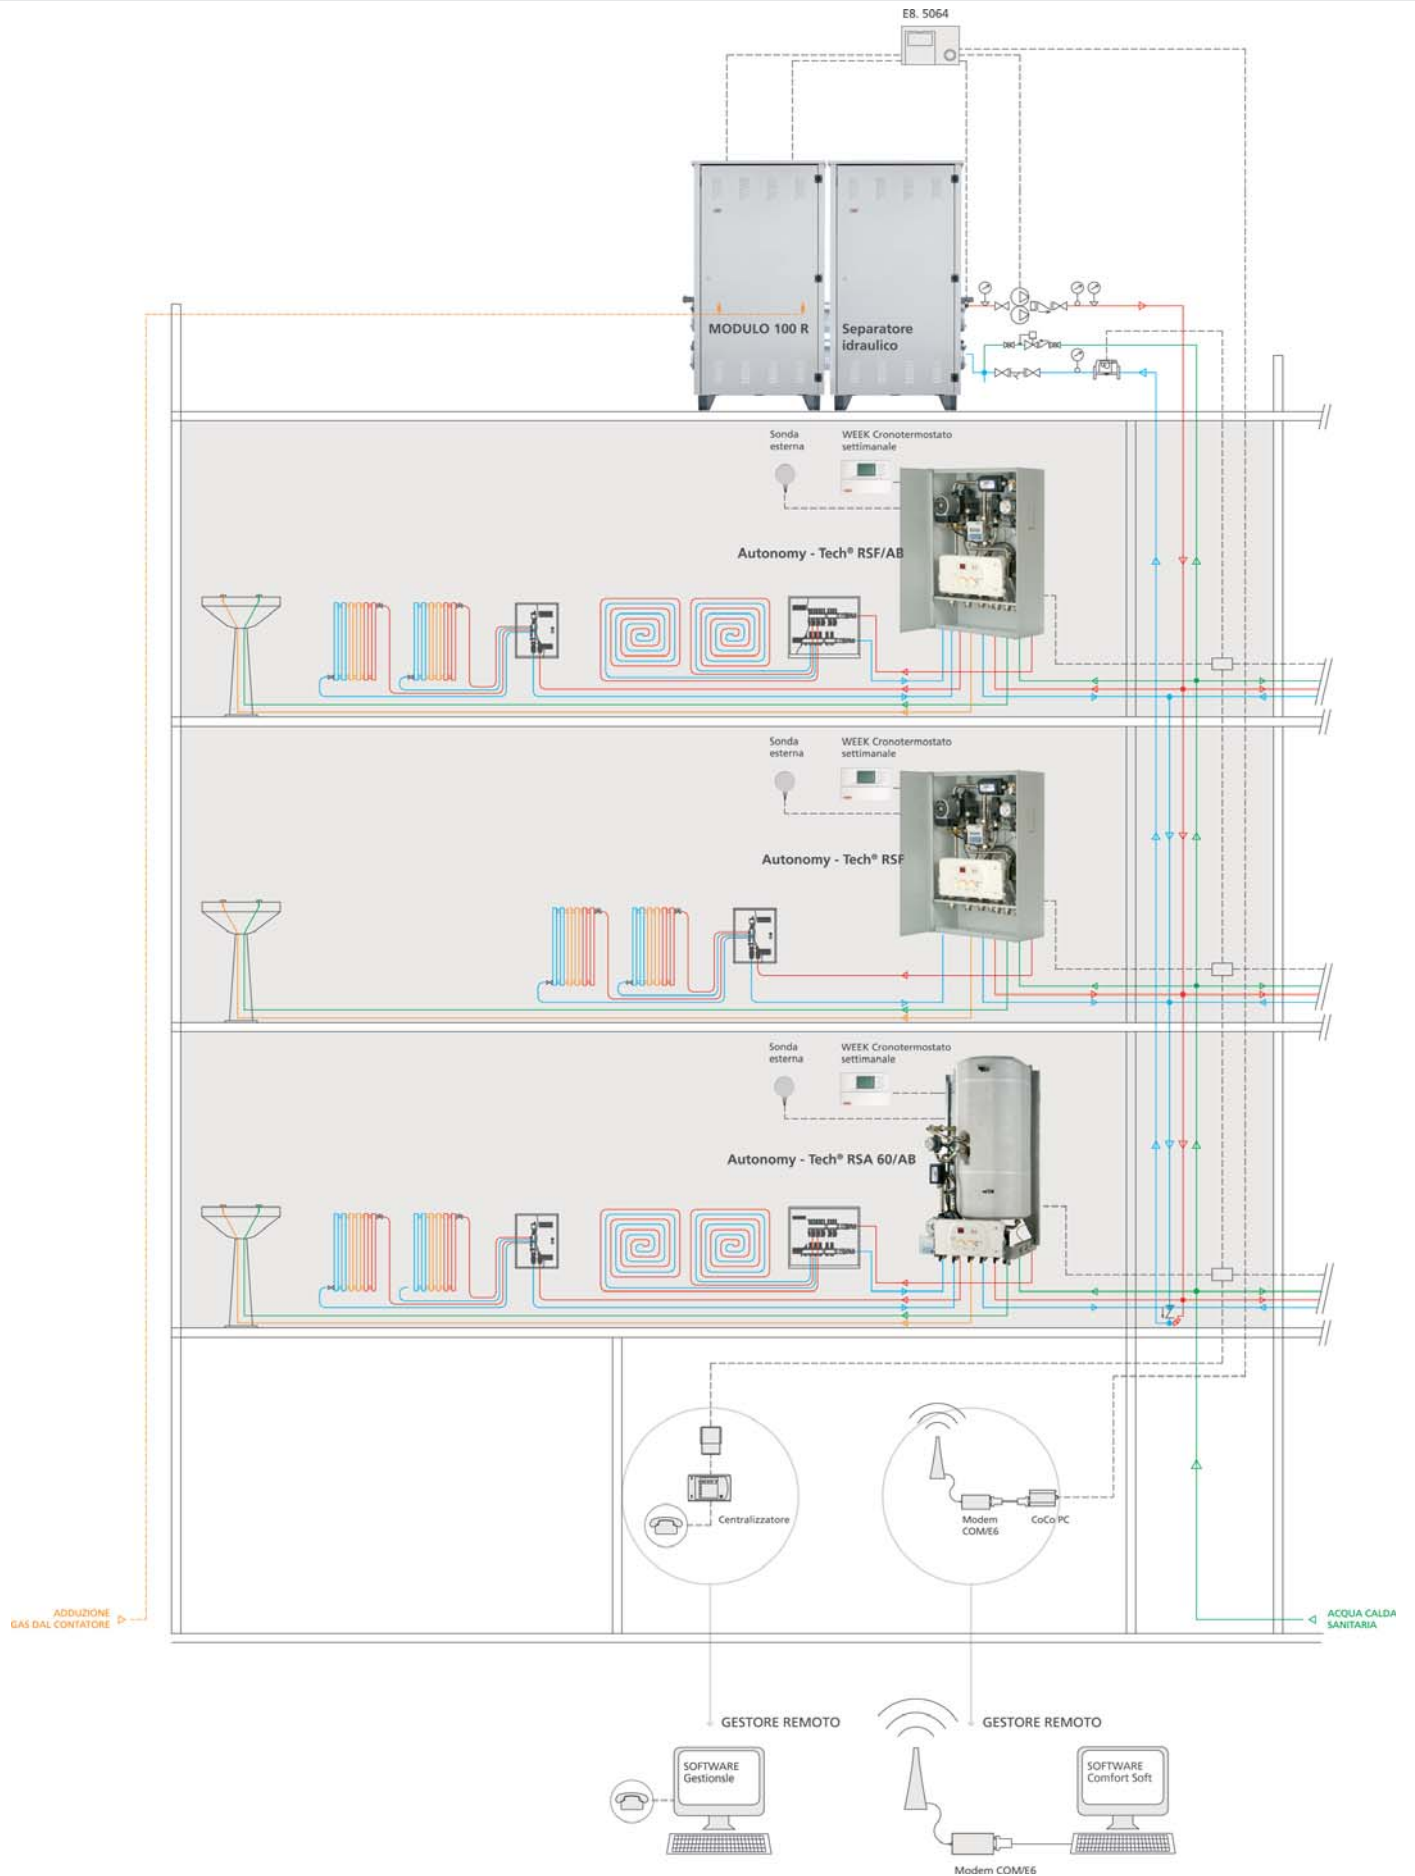 E8. 5064
MODULO 100 R
Separatore
idraulico
Sonda
esterna
WEEK Cronotermostato
settimanale
Autonomy - Tech® RSF/AB
Sonda
esterna
WEEK Cronotermostato
settimanale
Autonomy - Tech® RSF
Sonda
esterna
WEEK Cronotermostato
settimanale
Autonomy - Tech® RSA 60/AB
Centralizzatore
Modem
COM/E6
CoCo PC
ADDUZIONE
GAS DAL CONTATORE
ACQUA CALDA
SANITARIA
GESTORE REMOTO
GESTORE REMOTO
SOFTWARE
Gestionsle
SOFTWARE
Comfort Soft
Modem COM/E6